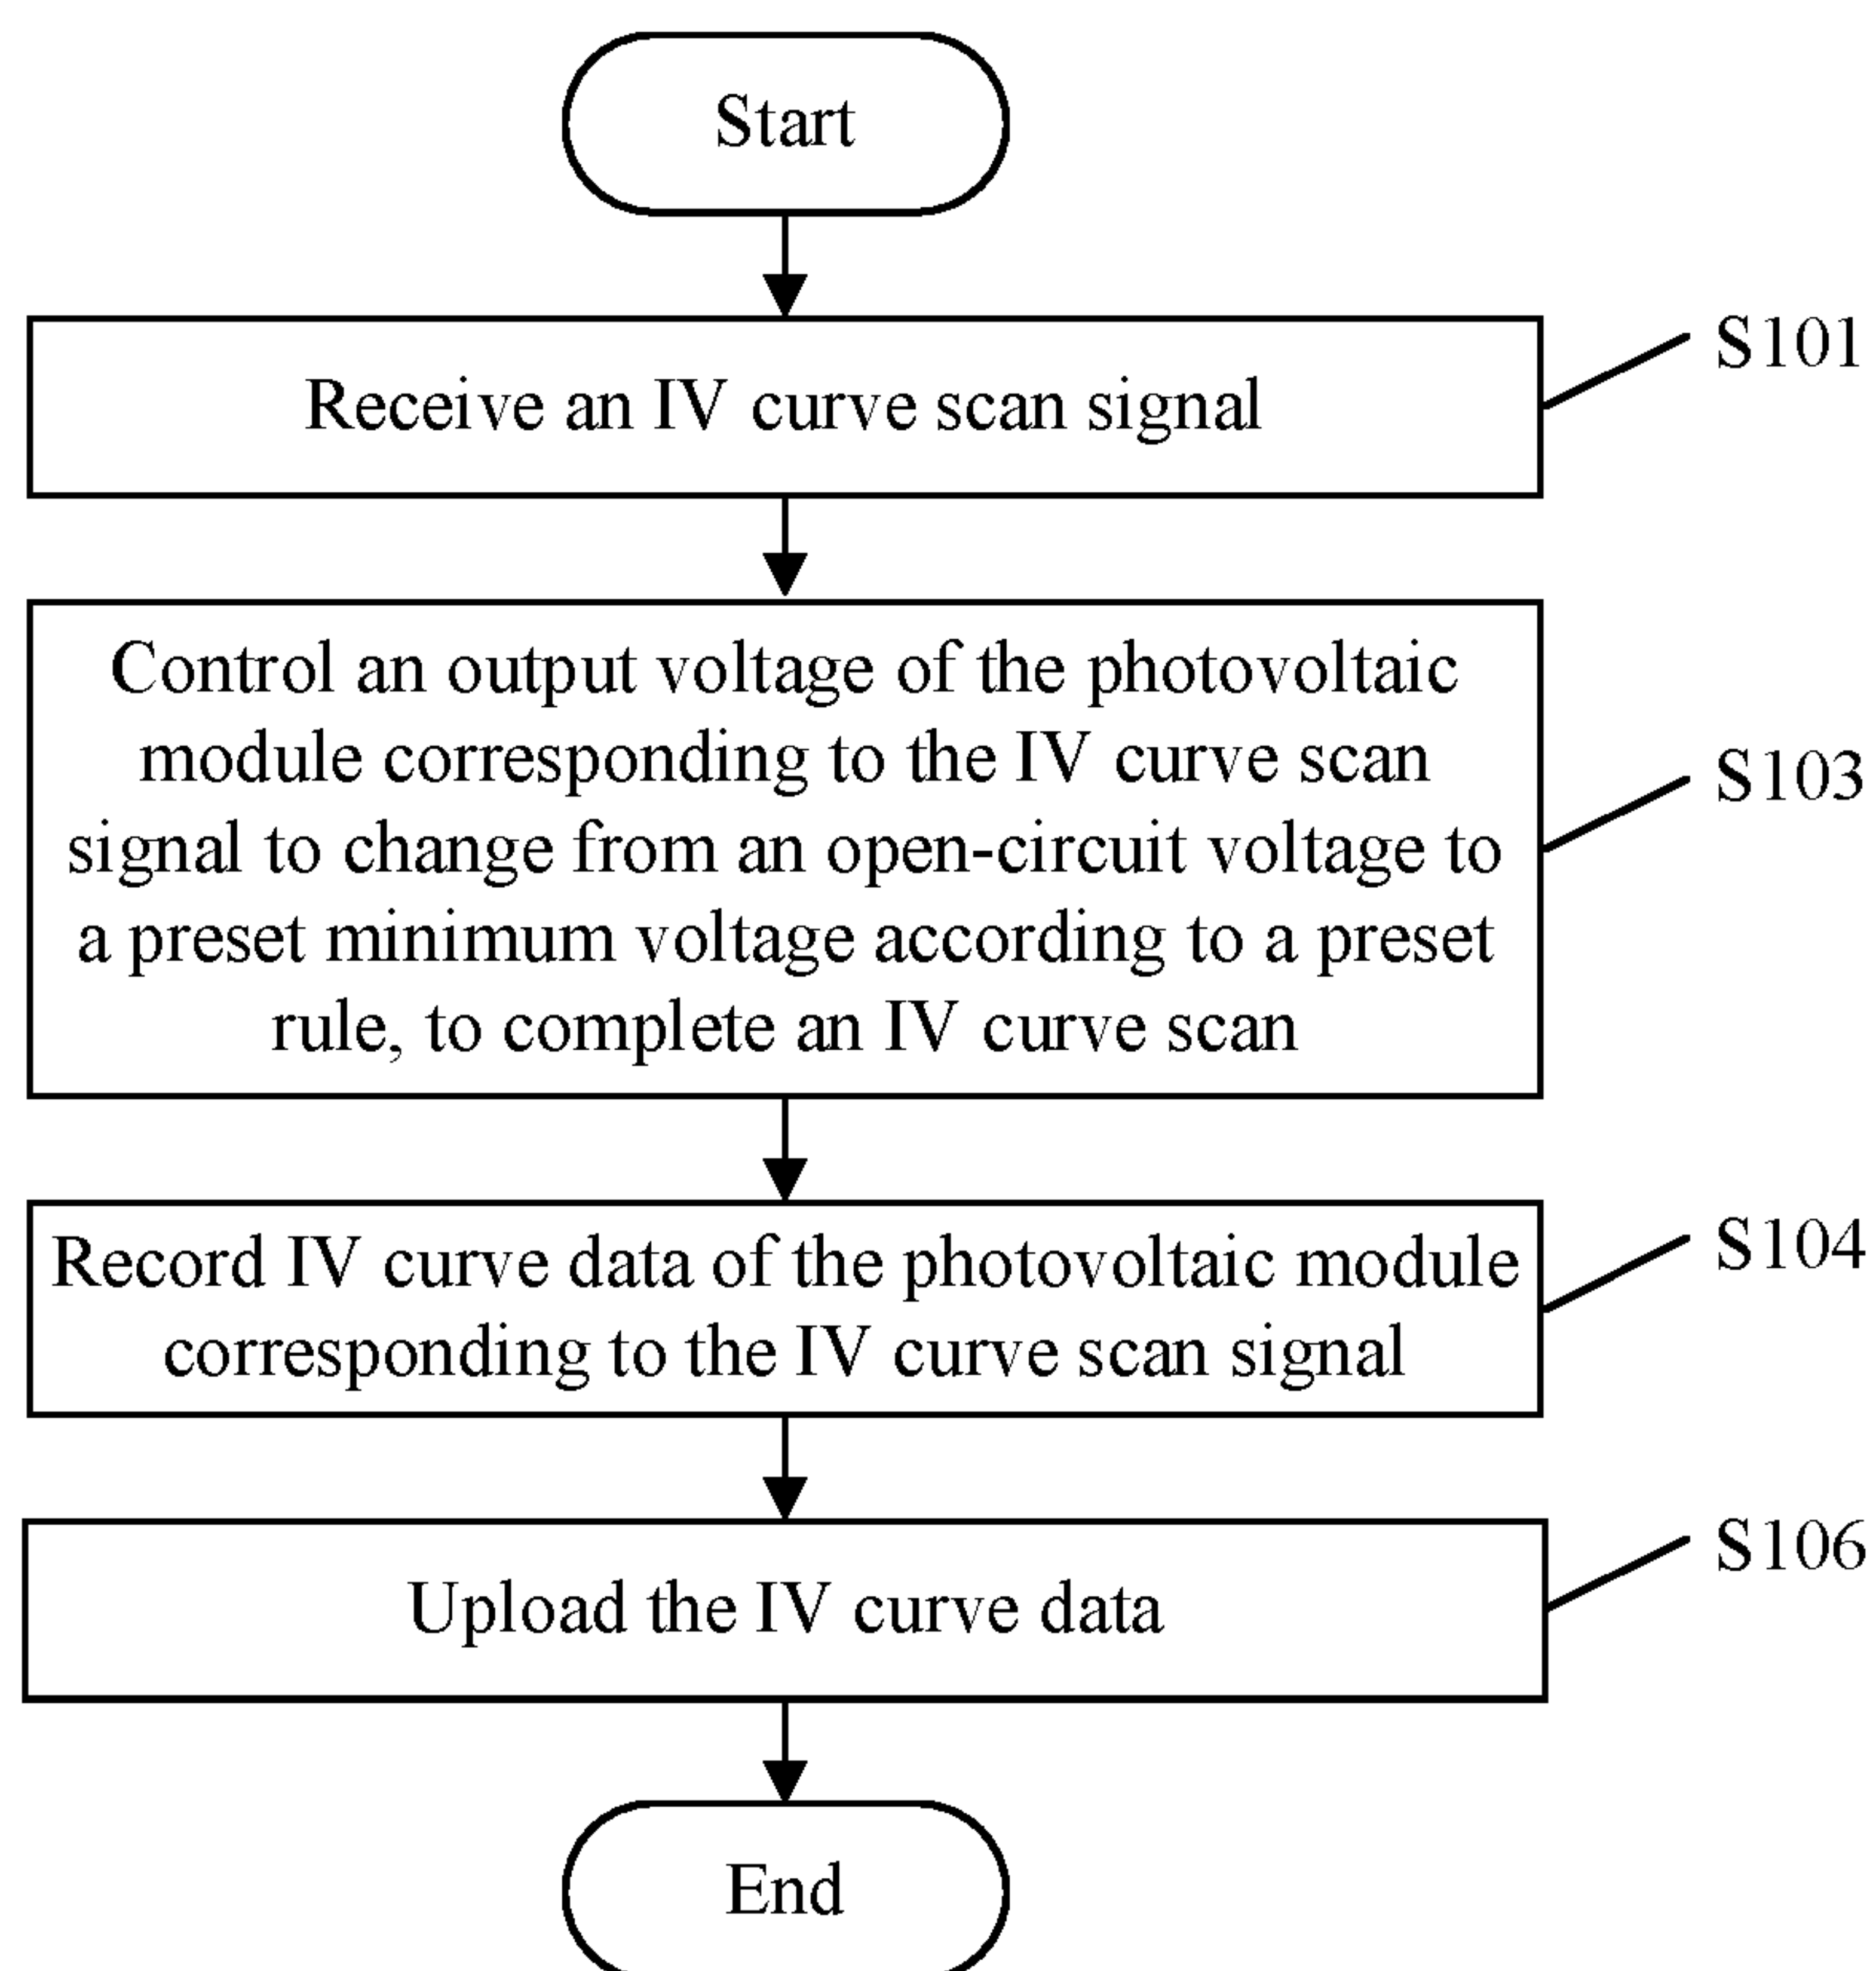 Start
Receive an IV curve scan signal
S101
Control an output voltage of the photovoltaic
module corresponding to the IV curve scan
signal to change from an open-circuit voltage to
a preset minimum voltage according to a preset
rule, to complete an IV curve scan
S103
Record IV curve data of the photovoltaic module
corresponding to the IV curve scan signal
S104
Upload the IV curve data
S106
End